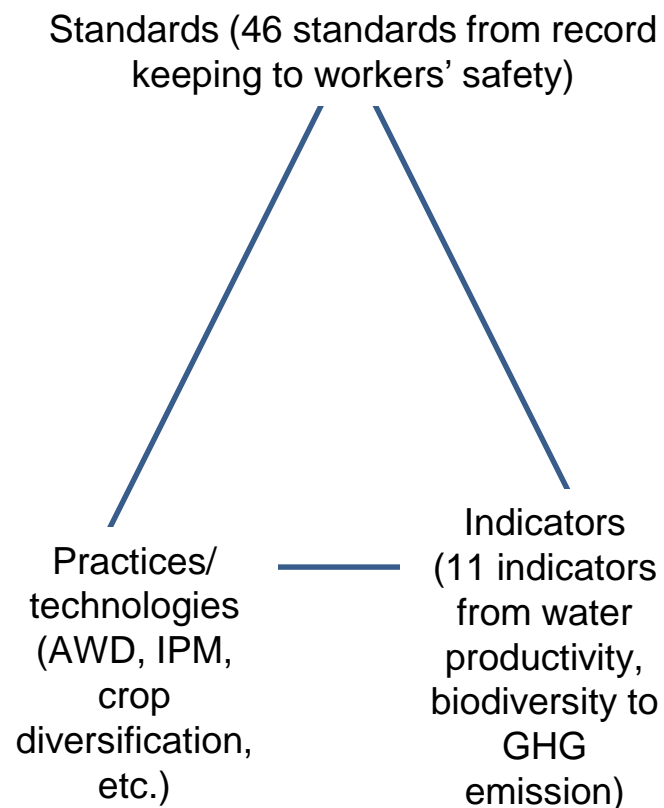 Standards (46 standards from record
keeping to workers’ safety)
Practices/
technologies
(AWD, IPM,
crop
diversification,
etc.)
Indicators
(11 indicators
from water
productivity,
biodiversity to
GHG
emission)